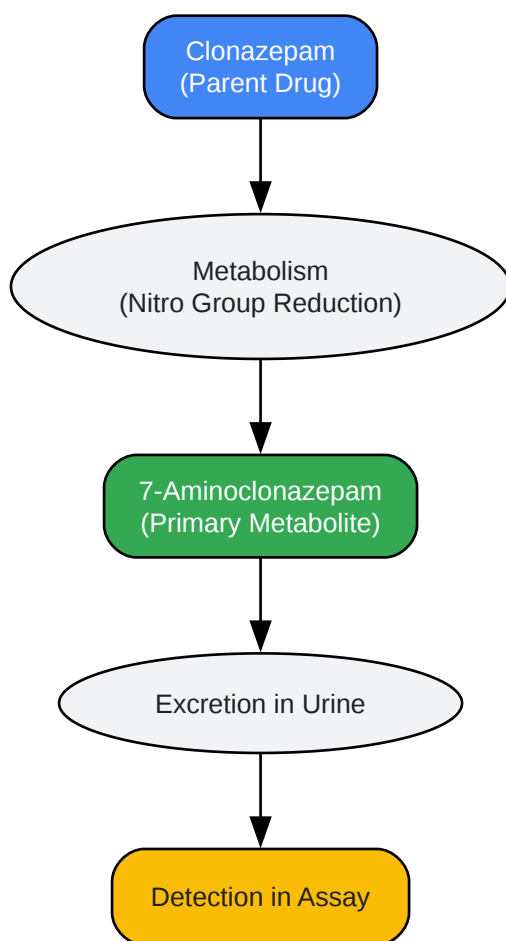 Clonazepam
(Parent Drug)
Metabolism
(Nitro Group Reduction)
7-Aminoclonazepam
(Primary Metabolite)
Excretion in Urine
Detection in Assay